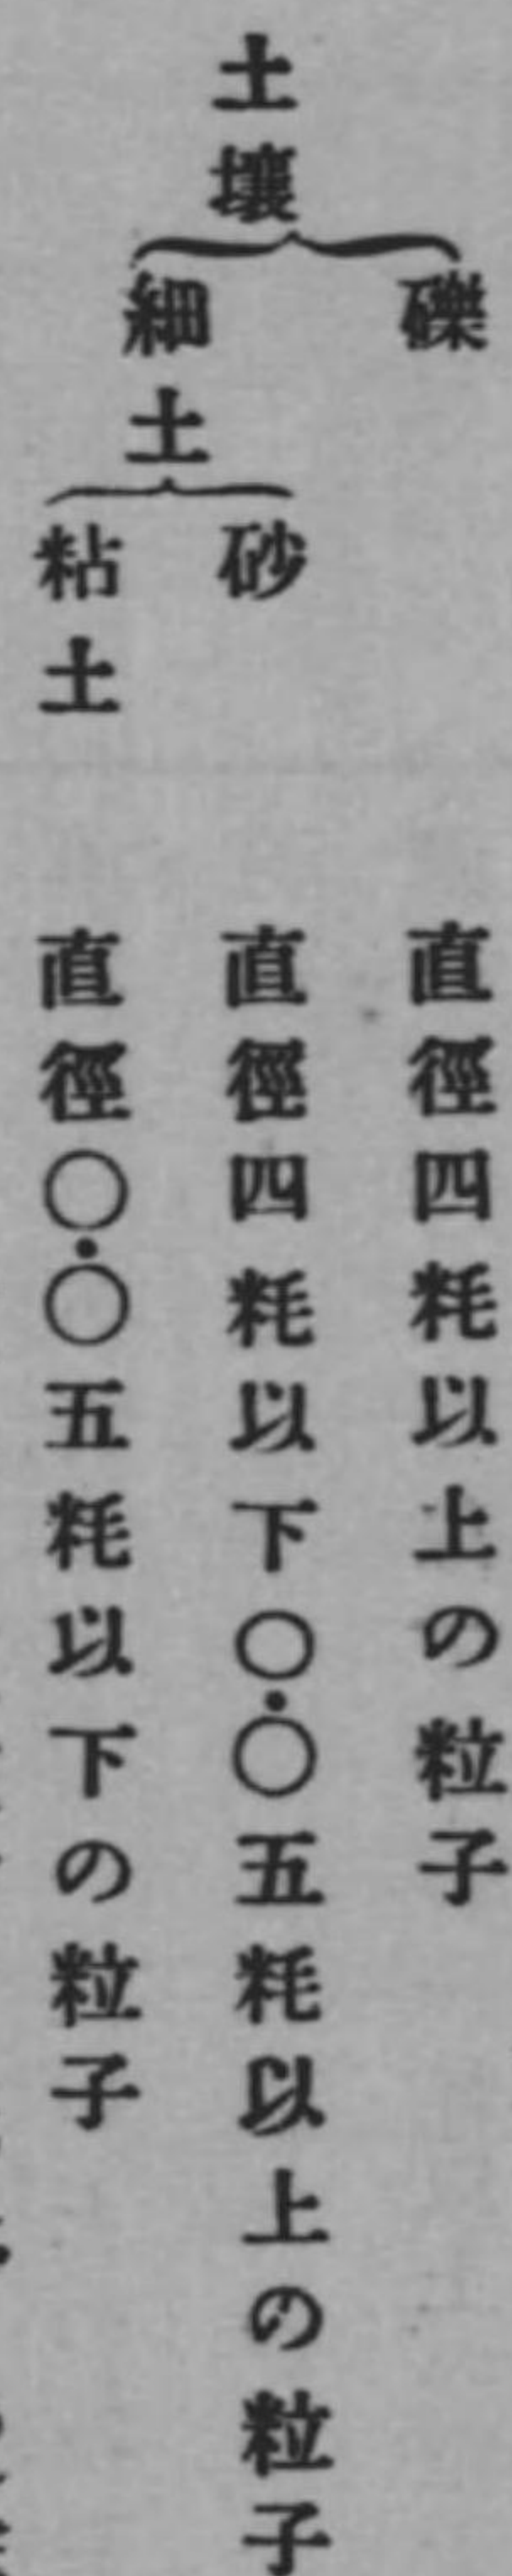 土壤
礫 直徑四粍以上の粒子
細土
砂 直徑四粍以下〇・〇五粍以上の粒子
粘土 直徑〇・〇五粍以下の粒子